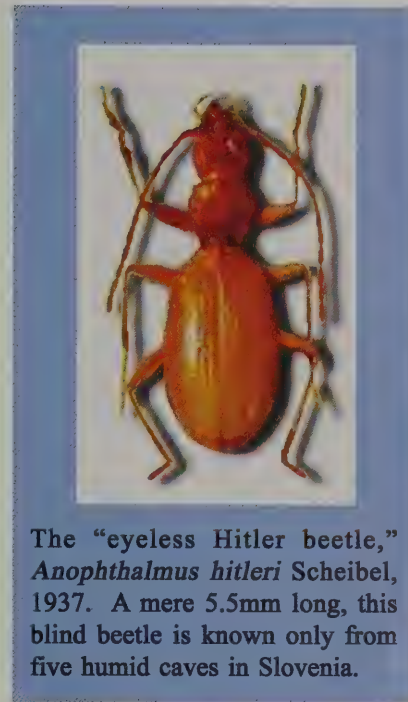 The “eyeless Hitler beetle,”
Anophthalmus hitleri Scheibel,
1937. A mere 5.5mm long, this
blind beetle is known only from
five humid caves in Slovenia.